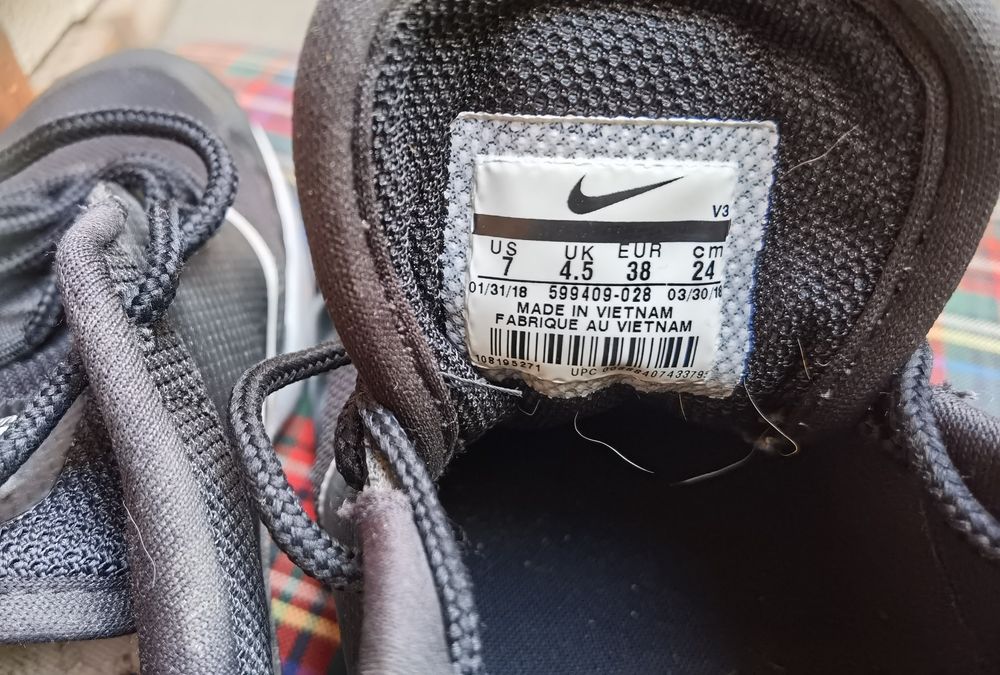 V3
US UK EUR cm
7 4.5 38 24
01/31/18 599409-028 03/30/18
MADE IN VIETNAM
FABRIQUE AU VIETNAM
108195271 UPC